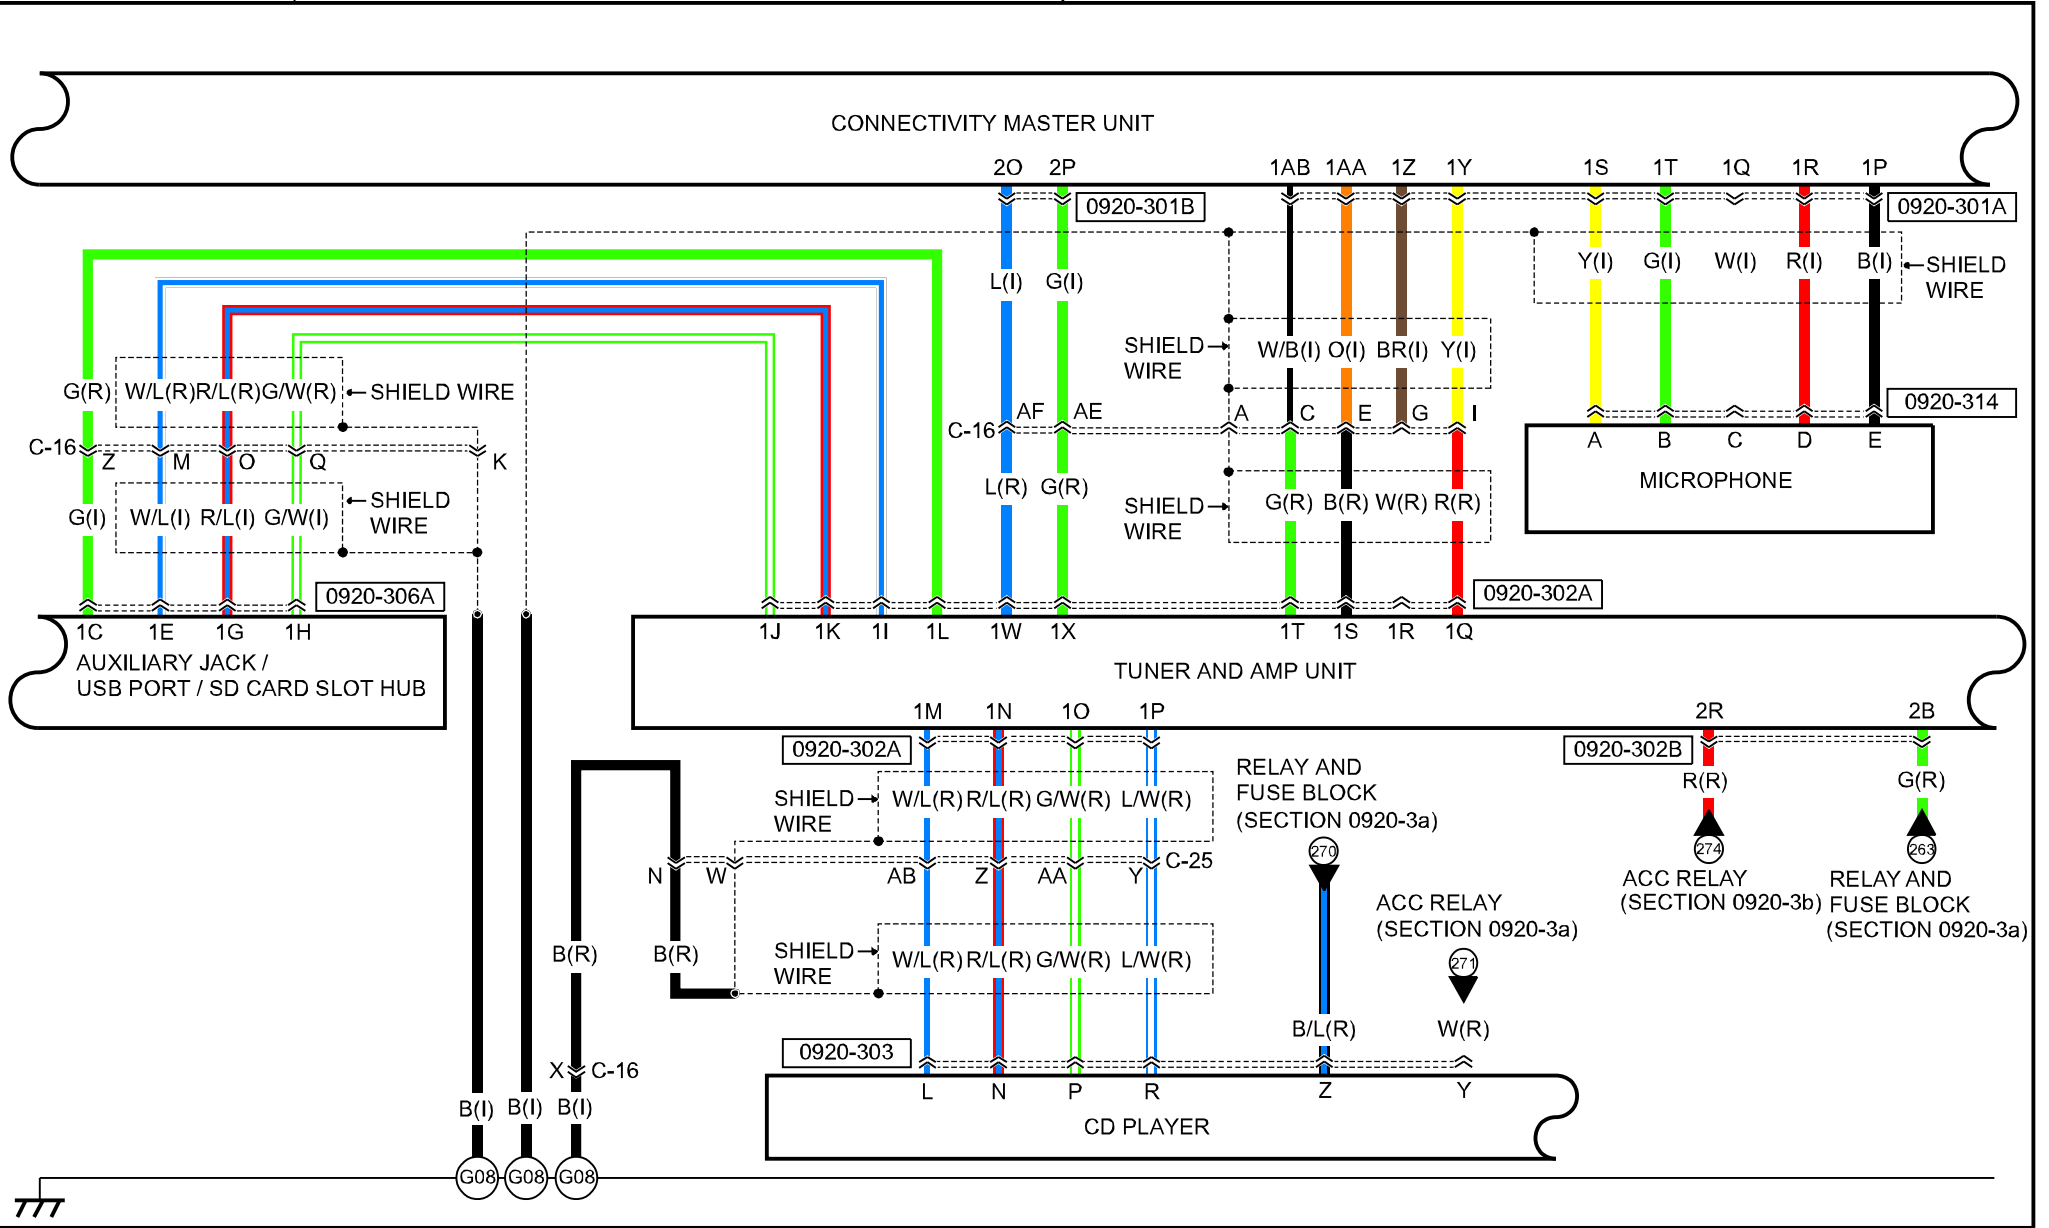 CONNECTIVITY MASTER UNIT
2O 2P 1AB 1AA 1Z 1Y 1S 1T 1Q 1R 1P
0920-301B
0920-301A
L(I) G(I)
Y(I) G(I) W(I) R(I) B(I)
SHIELD
WIRE
SHIELD
WIRE
W/B(I) O(I) BR(I) Y(I)
G(R) W/L(R) R/L(R) G/W(R)
SHIELD WIRE
C-16 AF AE A C E G I
0920-314
A B C D E
MICROPHONE
C-16 Z M O Q K
L(R) G(R)
SHIELD
WIRE
G(R) B(R) W(R) R(R)
G(I) W/L(I) R/L(I) G/W(I)
SHIELD
WIRE
0920-306A
0920-302A
1C 1E 1G 1H
AUXILIARY JACK /
USB PORT / SD CARD SLOT HUB
1J 1K 1I 1L 1W 1X 1T 1S 1R 1Q
TUNER AND AMP UNIT
1M 1N 1O 1P 2R 2B
0920-302A
0920-302B
SHIELD
WIRE
W/L(R) R/L(R) G/W(R) L/W(R)
RELAY AND
FUSE BLOCK
(SECTION 0920-3a)
270
R(R)
274
ACC RELAY
(SECTION 0920-3b)
G(R)
263
RELAY AND
FUSE BLOCK
(SECTION 0920-3a)
N W AB Z AA Y C-25
ACC RELAY
(SECTION 0920-3a)
271
B(R) B(R)
SHIELD
WIRE
W/L(R) R/L(R) G/W(R) L/W(R)
B/L(R) W(R)
0920-303
X C-16
L N P R Z Y
CD PLAYER
B(I) B(I) B(I)
G08 G08 G08